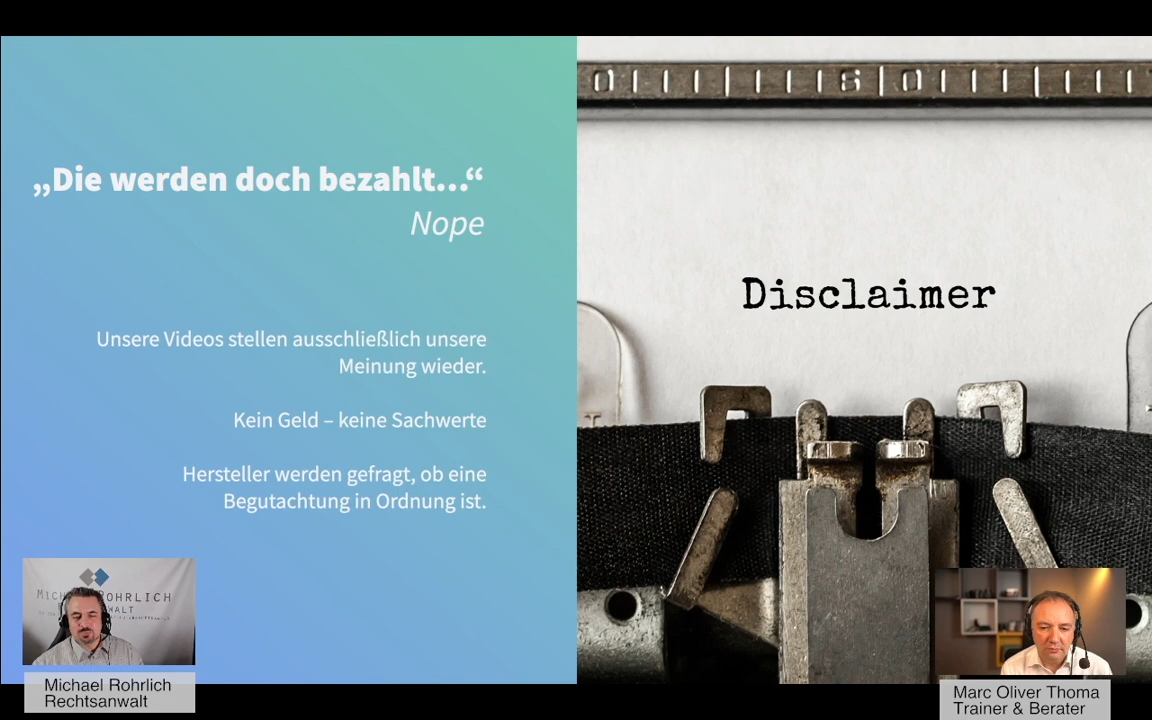 „Die werden doch bezahlt...“
Nope
Unsere Videos stellen ausschließlich unsere
Meinung wieder.
Kein Geld – keine Sachwerte
Hersteller werden gefragt, ob eine
Begutachtung in Ordnung ist.
Disclaimer
Michael Rohrlich
Rechtsanwalt
Marc Oliver Thoma
Trainer & Berater